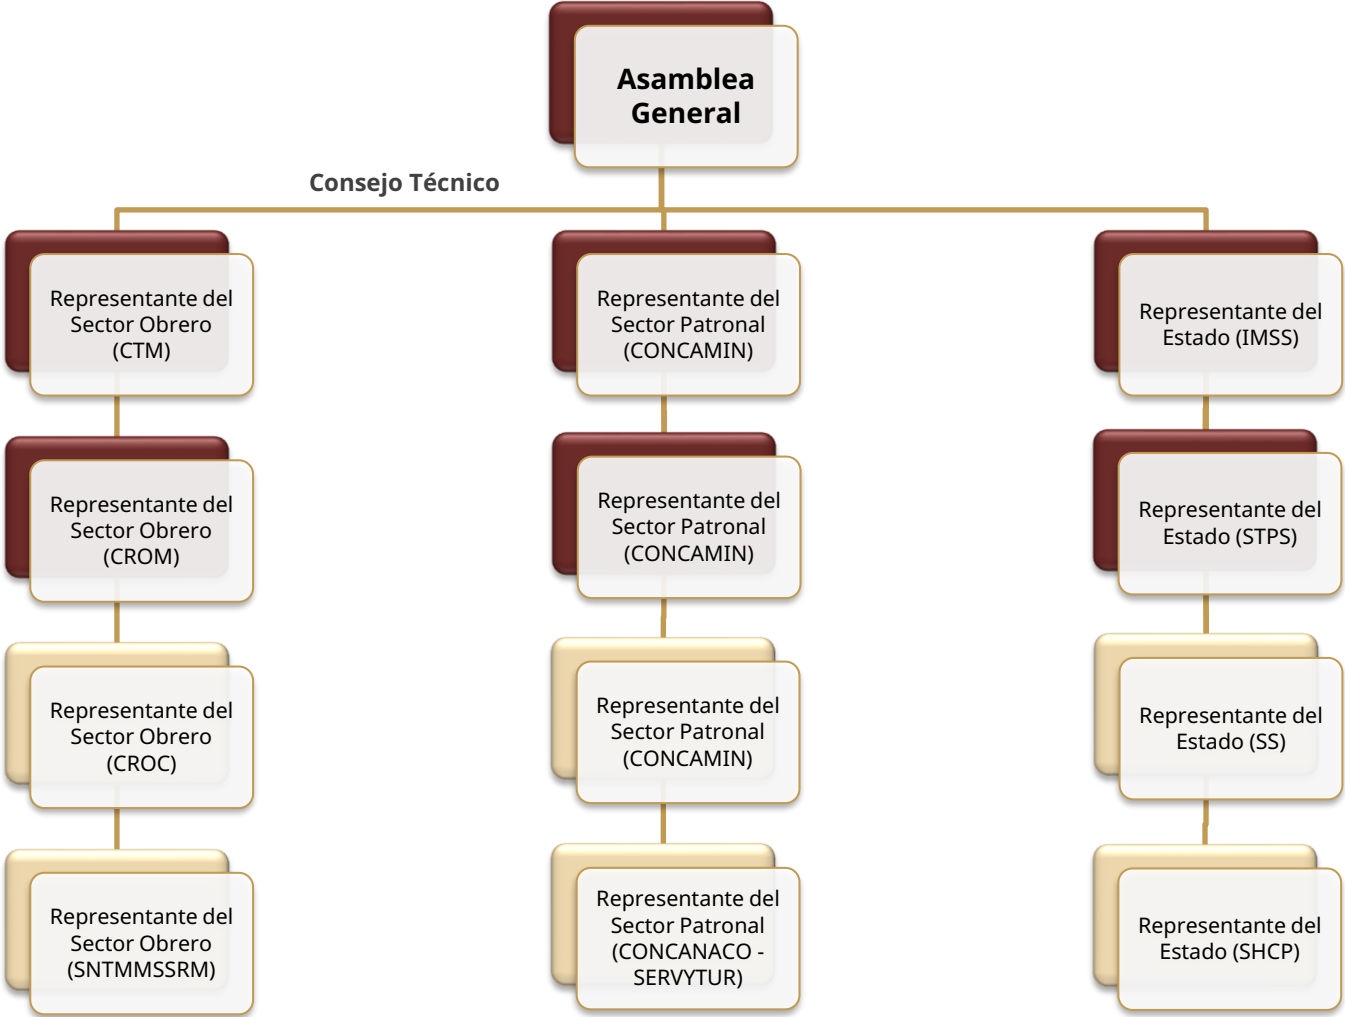 Asamblea
General
Consejo Técnico
Representante del
Sector Obrero
(CTM)
Representante del
Sector Patronal
(CONCAMIN)
Representante del
Estado (IMSS)
Representante del
Sector Obrero
(CROM)
Representante del
Sector Patronal
(CONCAMIN)
Representante del
Estado (STPS)
Representante del
Sector Obrero
(CROC)
Representante del
Sector Patronal
(CONCAMIN)
Representante del
Estado (SS)
Representante del
Sector Obrero
(SNTMMSSRM)
Representante del
Sector Patronal
(CONCANACO -
SERVYTUR)
Representante del
Estado (SHCP)